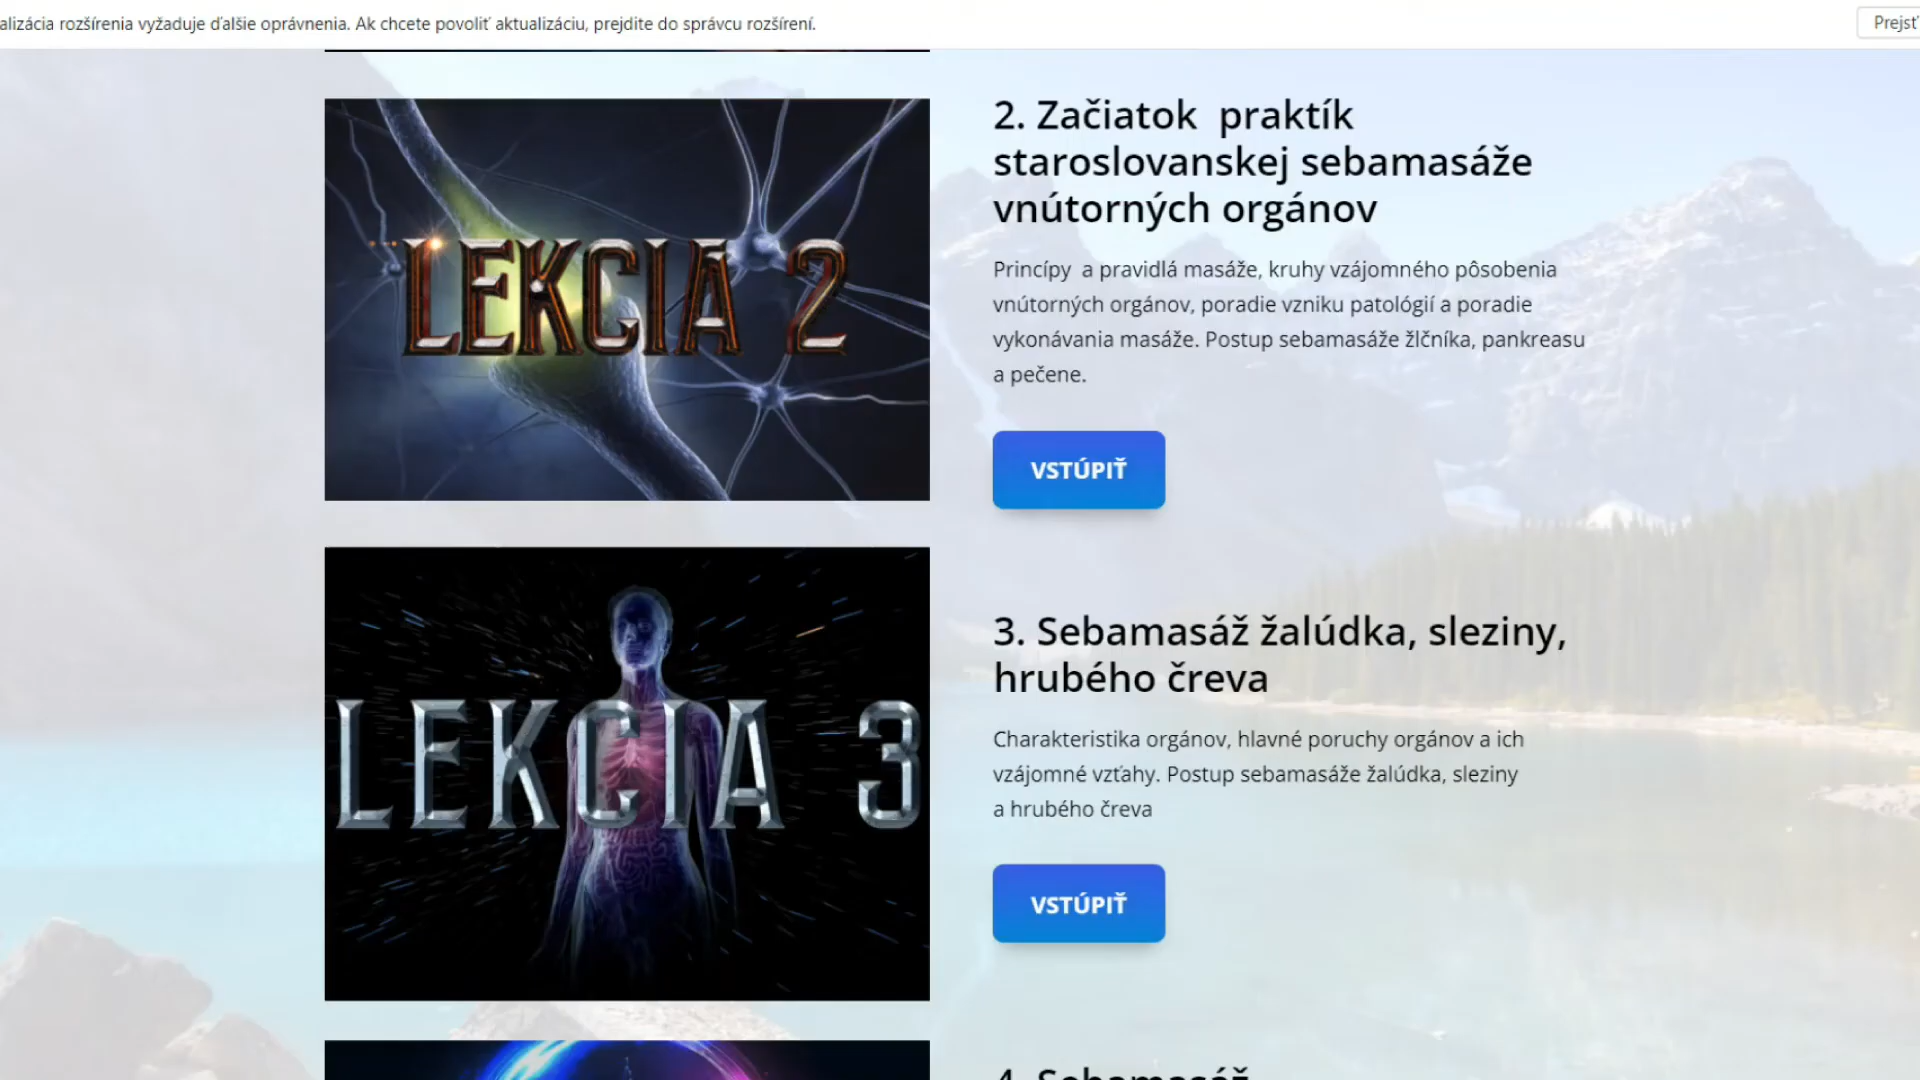 alizácia rozšírenia vyžaduje ďalšie oprávnenia. Ak chcete povoliť aktualizáciu, prejdite do správcu rozšírení.
Prejsť
LEKCIA 2
2. Začiatok praktík
staroslovanskej sebamasáže
vnútorných orgánov
Princípy a pravidlá masáže, kruhy vzájomného pôsobenia
vnútorných orgánov, poradie vzniku patológií a poradie
vykonávania masáže. Postup sebamasáže žlčníka, pankreasu
a pečene.
VSTÚPIŤ
LEKCIA 3
3. Sebamasáž žalúdka, sleziny,
hrubého čreva
Charakteristika orgánov, hlavné poruchy orgánov a ich
vzájomné vzťahy. Postup sebamasáže žalúdka, sleziny
a hrubého čreva
VSTÚPIŤ
4. Sebamasáž